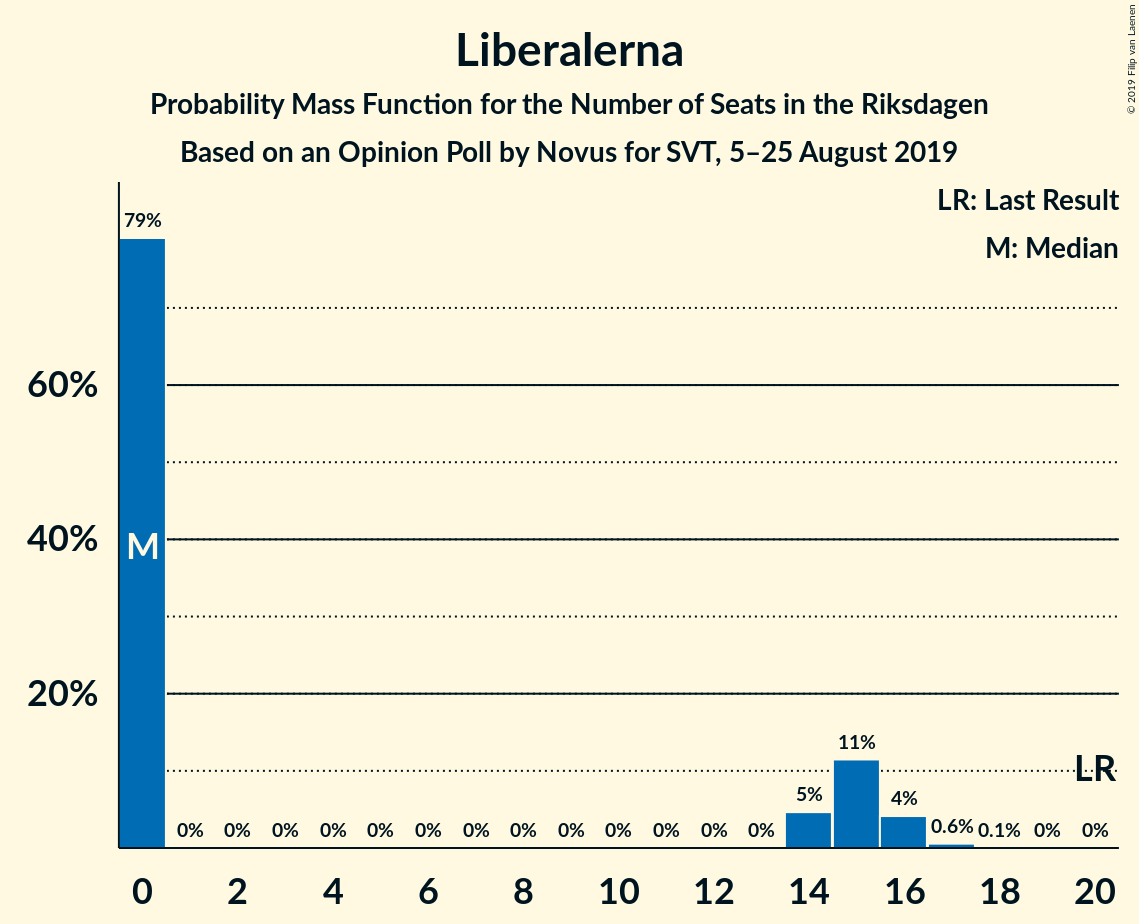 Liberalerna
Probability Mass Function for the Number of Seats in the Riksdagen
Based on an Opinion Poll by Novus for SVT, 5–25 August 2019
© 2019 Filip van Laenen
LR: Last Result
M: Median
79%
60%
40%
20%
M
LR
0% 0% 0% 0% 0% 0% 0% 0% 0% 0% 0% 0% 0% 5% 11% 4% 0.6% 0.1% 0% 0%
0 2 4 6 8 10 12 14 16 18 20